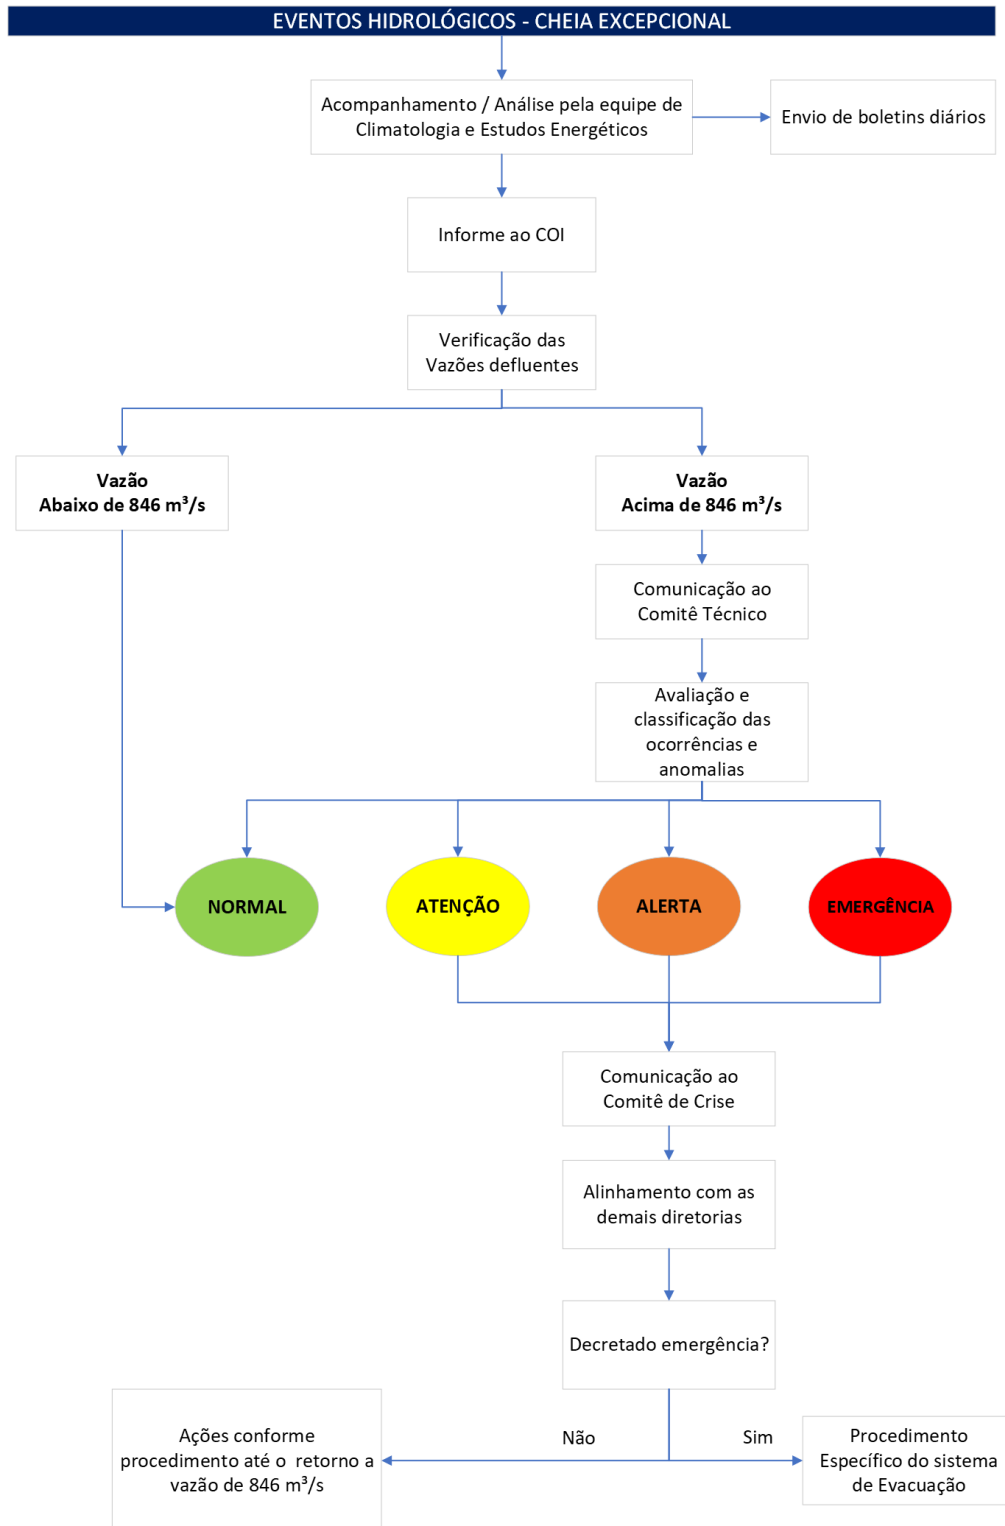 EVENTOS HIDROLÓGICOS - CHEIA EXCEPCIONAL
Acompanhamento / Análise pela equipe de
Climatologia e Estudos Energéticos
Envio de boletins diários
Informe ao COI
Verificação das
Vazões defluentes
Vazão
Abaixo de 846 m³/s
Vazão
Acima de 846 m³/s
Comunicação ao
Comitê Técnico
Avaliação e
classificação das
ocorrências e
anomalias
NORMAL
ATENÇÃO
ALERTA
EMERGÊNCIA
Comunicação ao
Comitê de Crise
Alinhamento com as
demais diretorias
Decretado emergência?
Não
Sim
Ações conforme
procedimento até o retorno a
vazão de 846 m³/s
Procedimento
Específico do sistema
de Evacuação